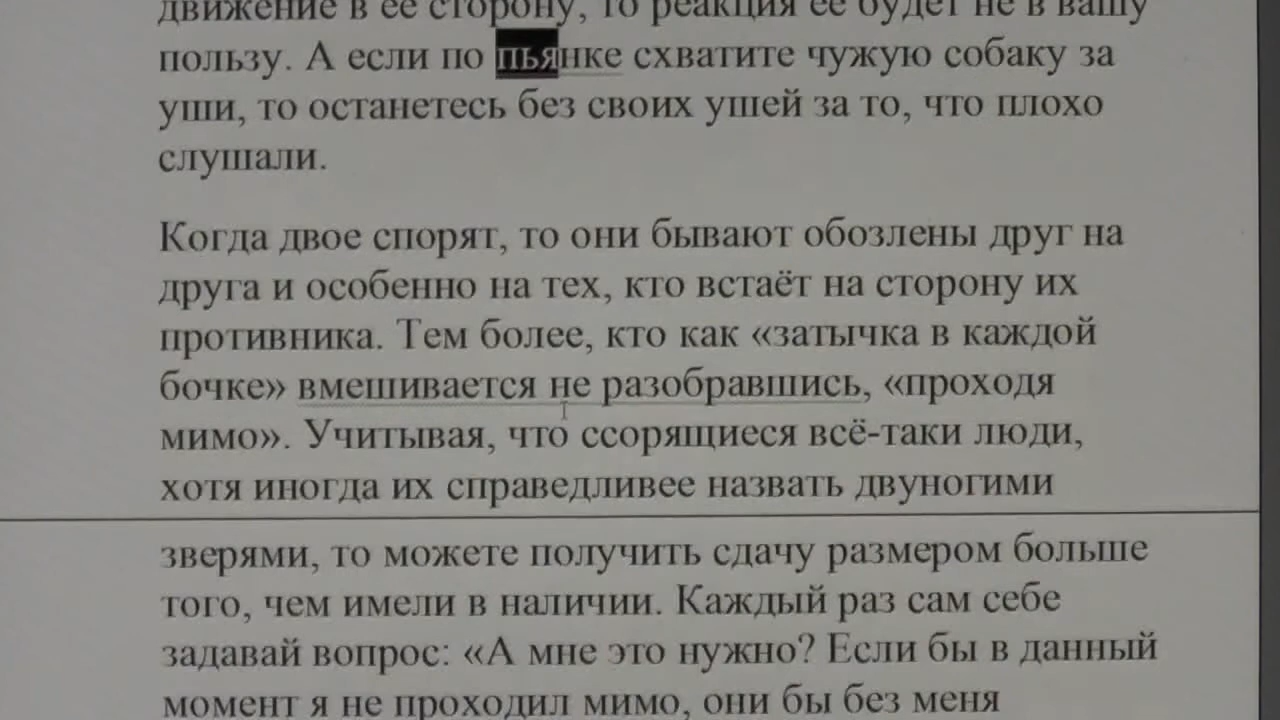 движение в её сторону, то реакция её будет не в вашу
пользу. А если по пьянке схватите чужую собаку за
уши, то останетесь без своих ушей за то, что плохо
слушали.
Когда двое спорят, то они бывают обозлены друг на
друга и особенно на тех, кто встаёт на сторону их
противника. Тем более, кто как «затычка в каждой
бочке» вмешивается не разобравшись, «проходя
мимо». Учитывая, что ссорящиеся всё-таки люди,
хотя иногда их справедливее назвать двуногими
зверями, то можете получить сдачу размером больше
того, чем имели в наличии. Каждый раз сам себе
задавай вопрос: «А мне это нужно? Если бы в данный
момент я не проходил мимо, они бы без меня